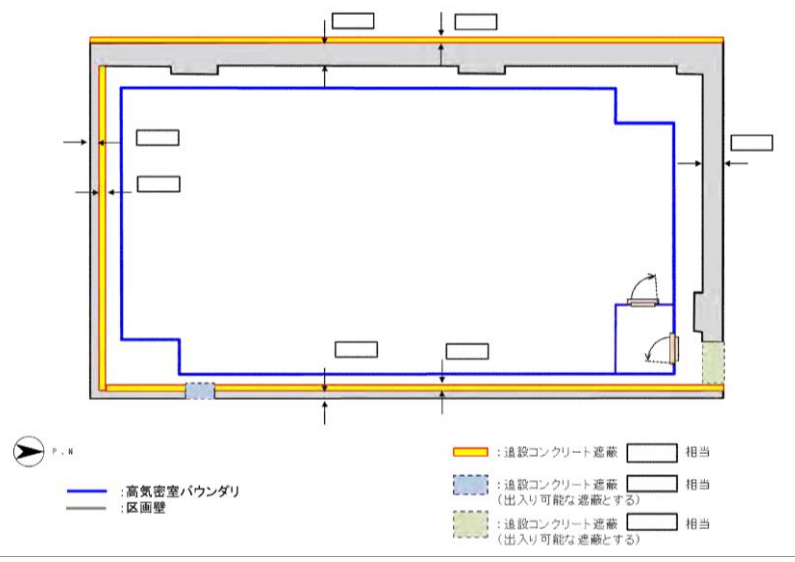 P.N
:高気密室バウンダリ
:区画壁
:追設コンクリート遮蔽 相当
:追設コンクリート遮蔽 相当
(出入り可能な遮蔽とする)
:追設コンクリート遮蔽 相当
(出入り可能な遮蔽とする)